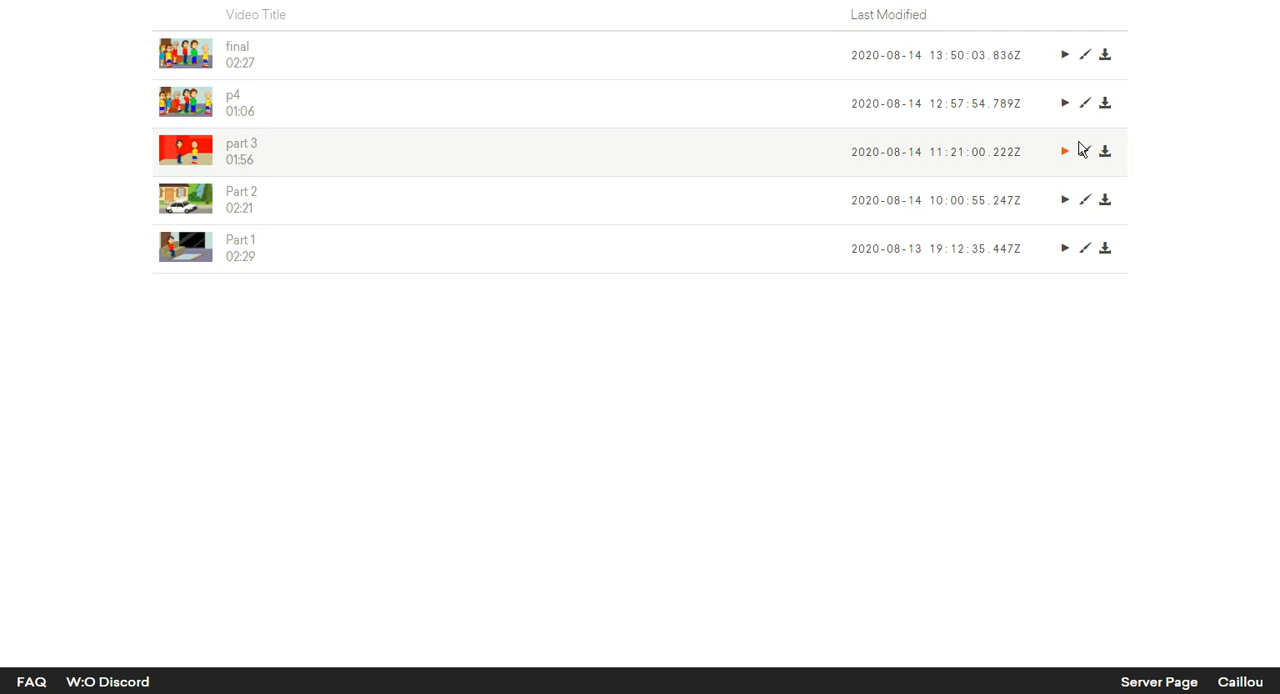 Video Title Last Modified
final
02:27
2020-08-14 13:50:03.836Z
p4
01:06
2020-08-14 12:57:54.789Z
part 3
01:56
2020-08-14 11:21:00.222Z
Part 2
02:21
2020-08-14 10:00:55.247Z
Part 1
02:29
2020-08-13 19:12:35.447Z
FAQ W:O Discord Server Page Caillou